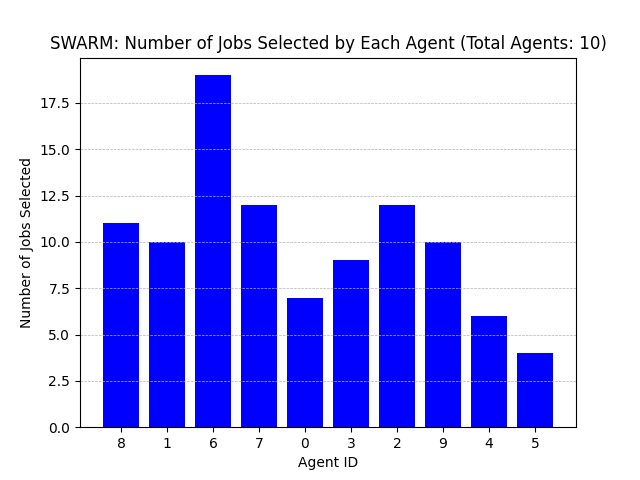 SWARM: Number of Jobs Selected by Each Agent (Total Agents: 10)
Number of Jobs Selected
17.5
15.0
12.5
10.0
7.5
5.0
2.5
0.0
8 1 6 7 0 3 2 9 4 5
Agent ID